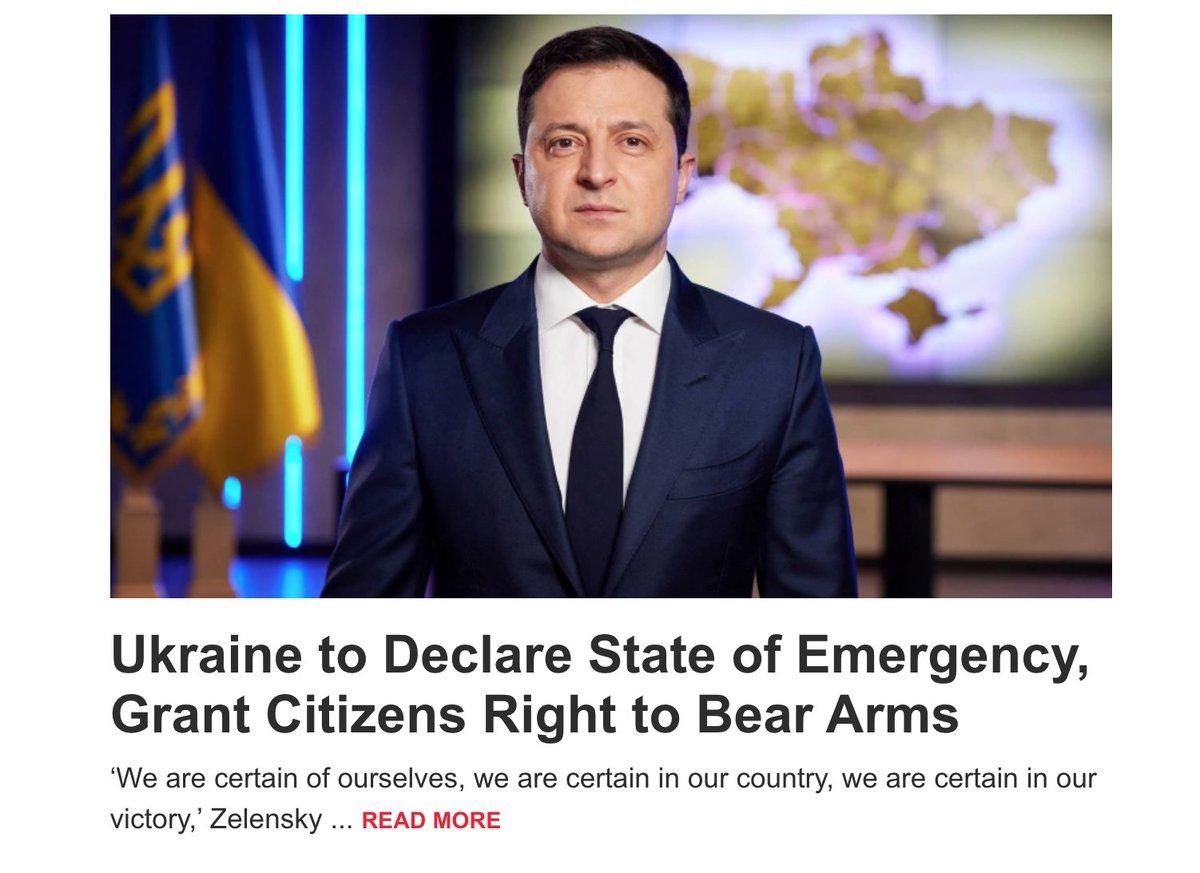 Ukraine to Declare State of Emergency,
Grant Citizens Right to Bear Arms
‘We are certain of ourselves, we are certain in our country, we are certain in our
victory,’ Zelensky ... READ MORE